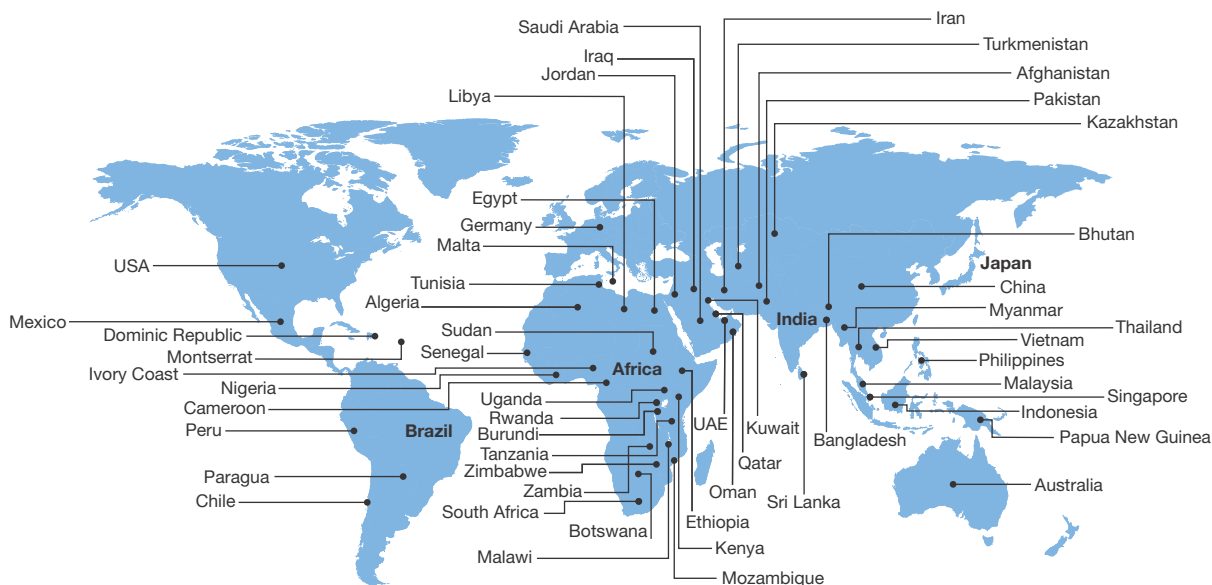 Iran
Saudi Arabia
Turkmenistan
Iraq
Jordan
Afghanistan
Libya
Pakistan
Kazakhstan
Egypt
Germany
Bhutan
Malta
USA
Japan
Tunisia
China
Algeria
Myanmar
Mexico
India
Thailand
Dominic Republic
Sudan
Vietnam
Montserrat
Senegal
Philippines
Ivory Coast
Africa
Malaysia
Nigeria
Uganda
Singapore
Cameroon
Rwanda
UAE
Kuwait
Indonesia
Peru
Brazil
Burundi
Bangladesh
Papua New Guinea
Tanzania
Qatar
Zimbabwe
Paragua
Zambia
Oman
Sri Lanka
Australia
Chile
South Africa
Ethiopia
Botswana
Kenya
Malawi
Mozambique